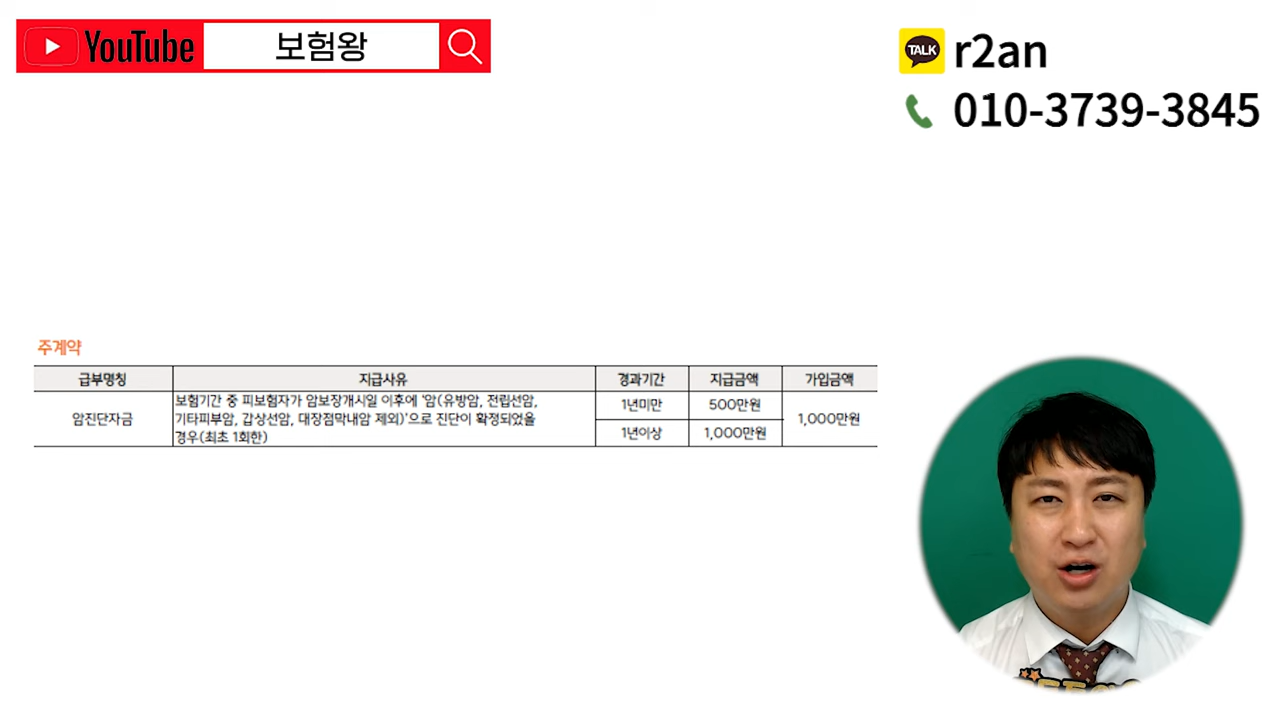 YouTube 보험왕
TALK r2an
010-3739-3845
주계약
급부명칭 지급사유 경과기간 지급금액 가입금액
암진단자금
보험기간 중 피보험자가 암보장개시일 이후에 '암(유방암, 전립선암,
기타피부암, 갑상선암, 대장점막내암 제외)'으로 진단이 확정되었을
경우(최초 1회한)
1년미만 500만원
1년이상 1,000만원
1,000만원